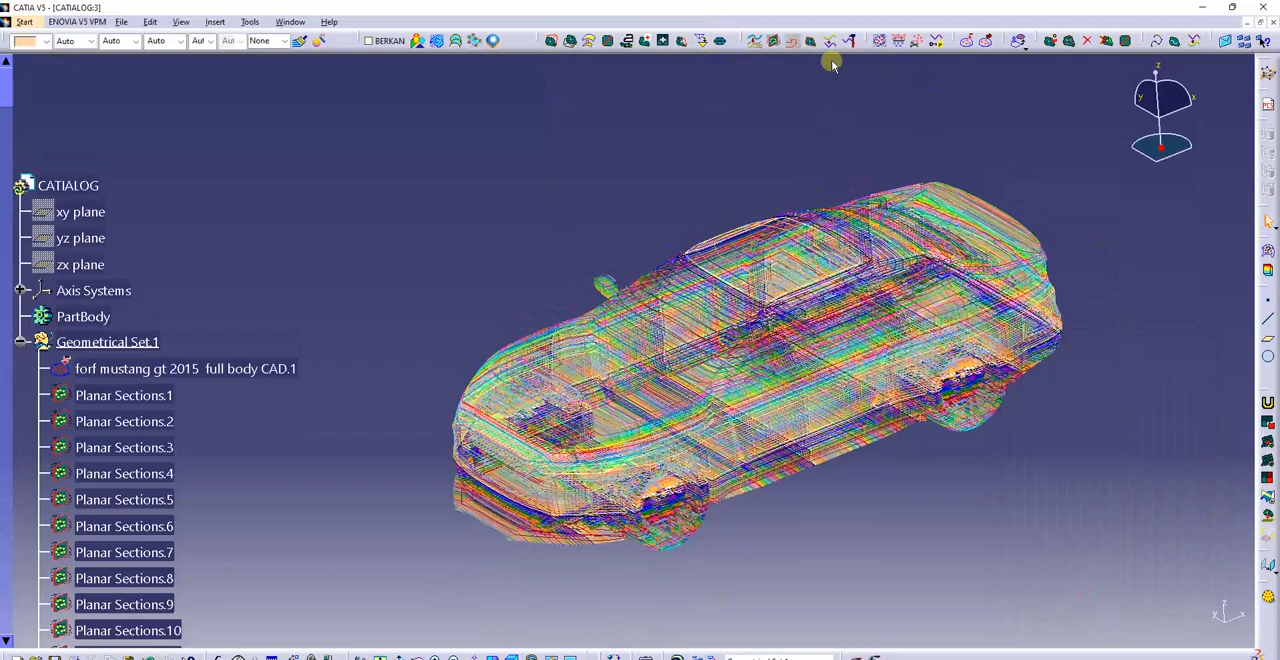 CATIA V5 - [CATIALOG:3]
Start ENOVIA V5 VPM File Edit View Insert Tools Window Help
Auto Auto Auto Aut Aut None BERKAN
z
y x
CATIALOG
xy plane
yz plane
zx plane
Axis Systems
PartBody
Geometrical Set.1
forf mustang gt 2015 full body CAD.1
Planar Sections.1
Planar Sections.2
Planar Sections.3
Planar Sections.4
Planar Sections.5
Planar Sections.6
Planar Sections.7
Planar Sections.8
Planar Sections.9
Planar Sections.10
z
y x